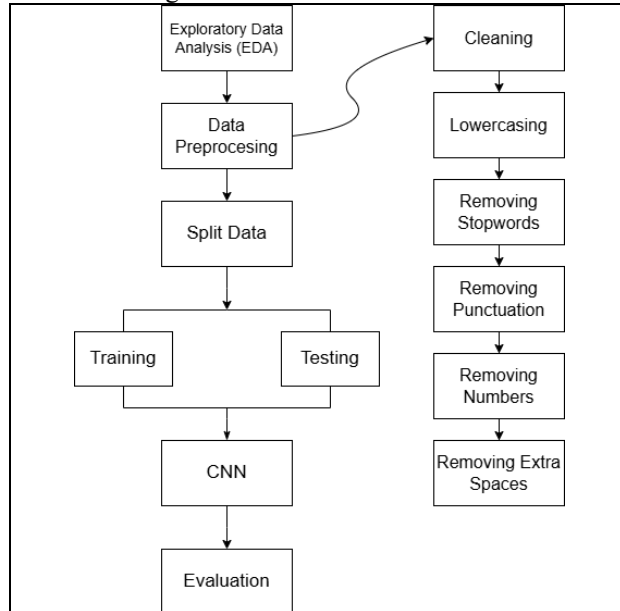 Exploratory Data
Analysis (EDA)
Data
Preprocesing
Split Data
Training
Testing
CNN
Evaluation
Cleaning
Lowercasing
Removing
Stopwords
Removing
Punctuation
Removing
Numbers
Removing Extra
Spaces